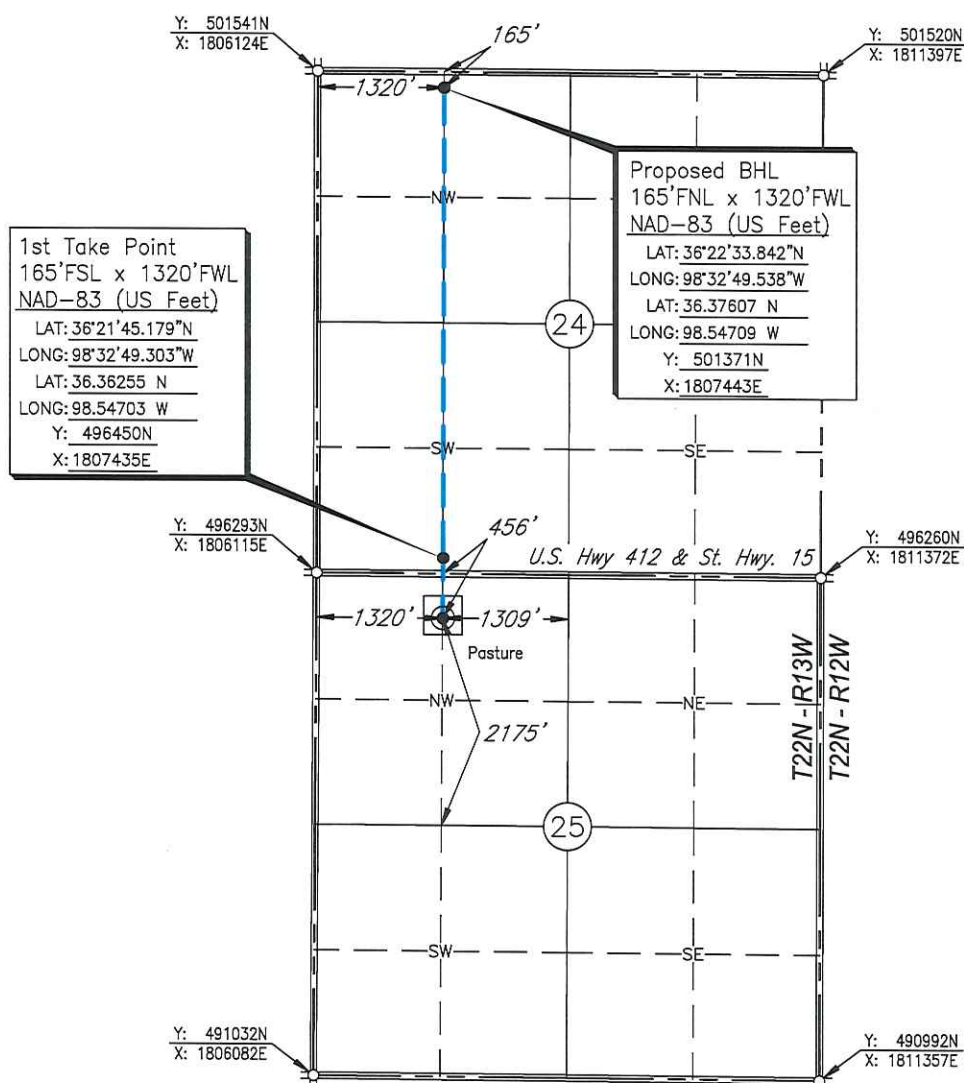 Y: 501541N
X: 1806124E
165'
Y: 501520N
X: 1811397E
1320'
Proposed BHL
165'FNL x 1320'FWL
NAD-83 (US Feet)
LAT: 36°22'33.842"N
LONG: 98°32'49.538"W
LAT: 36.37607 N
LONG: 98.54709 W
Y: 501371N
X: 1807443E
NW
1st Take Point
165'FSL x 1320'FWL
NAD-83 (US Feet)
LAT: 36°21'45.179"N
LONG: 98°32'49.303"W
LAT: 36.36255 N
LONG: 98.54703 W
Y: 496450N
X: 1807435E
24
SW
SE
Y: 496293N
X: 1806115E
456'
U.S. Hwy 412 & St. Hwy. 15
Y: 496260N
X: 1811372E
1320'
1309'
Pasture
NW
NE
T22N - R13W
T22N - R12W
2175'
25
SW
SE
Y: 491032N
X: 1806082E
Y: 490992N
X: 1811357E